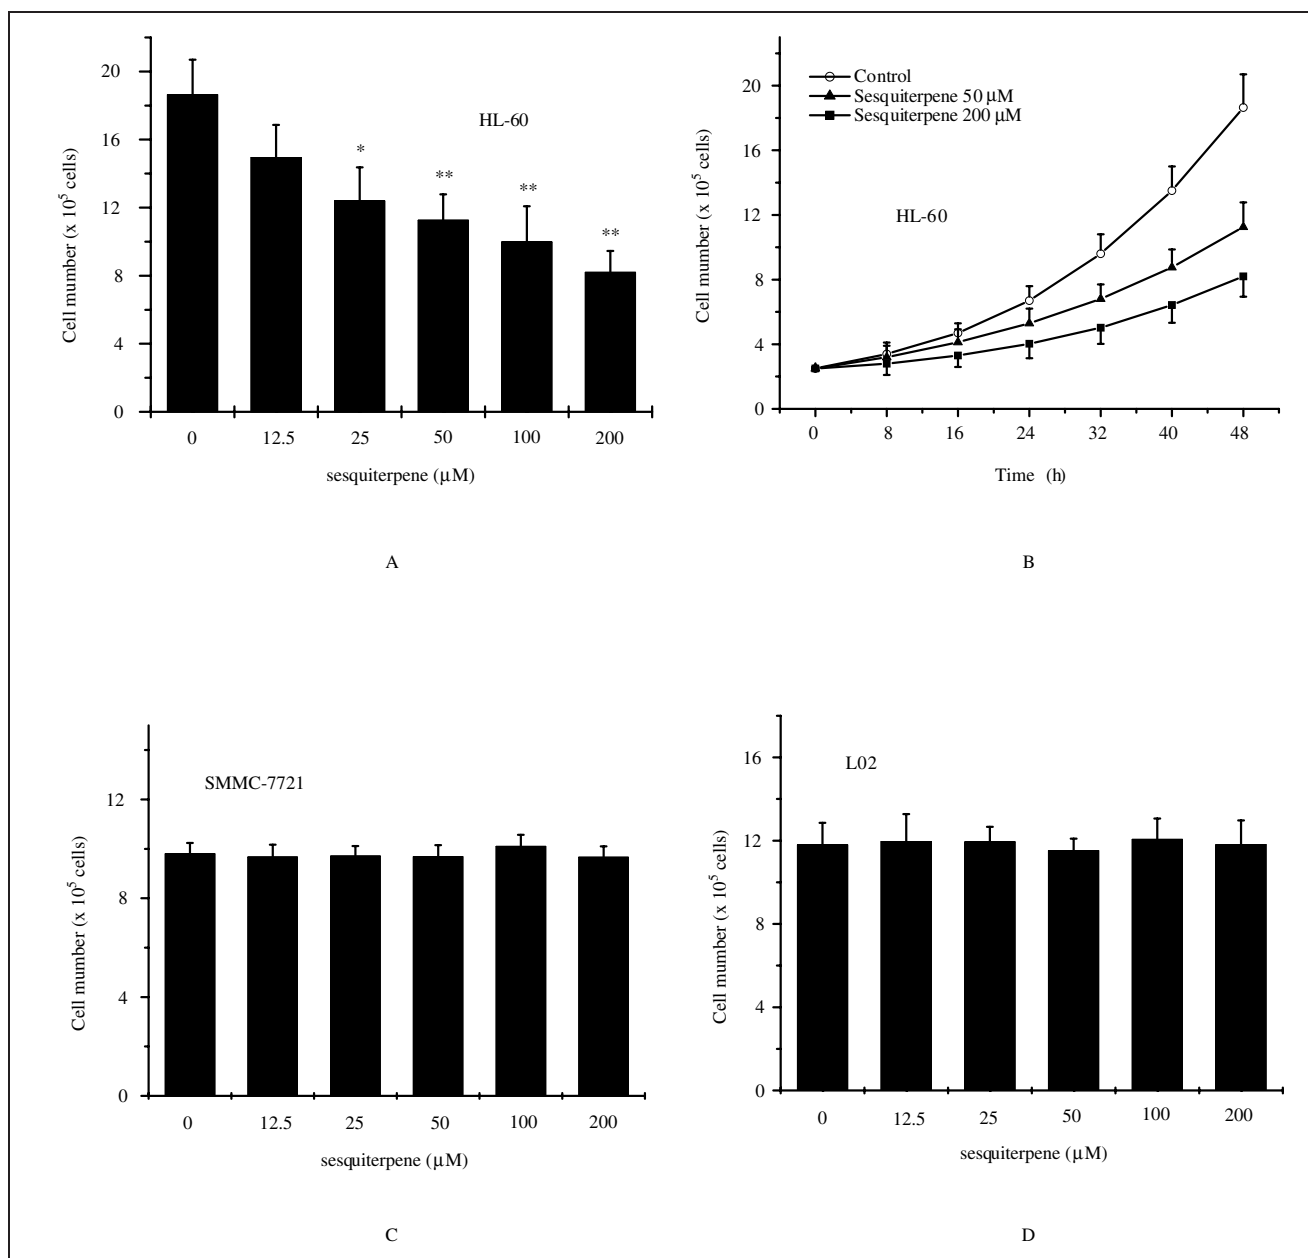 20
16
12
8
4
0
Cell mumber (x 10⁵ cells)
HL-60
*
**
**
**
0 12.5 25 50 100 200
sesquiterpene (μM)
A
20
16
12
8
4
0
Cell mumber (x 10⁵ cells)
Control
Sesquiterpene 50 μM
Sesquiterpene 200 μM
HL-60
0 8 16 24 32 40 48
Time (h)
B
12
8
4
0
Cell mumber (x 10⁵ cells)
SMMC-7721
0 12.5 25 50 100 200
sesquiterpene (μM)
C
16
12
8
4
0
Cell mumber (x 10⁵ cells)
L02
0 12.5 25 50 100 200
sesquiterpene (μM)
D